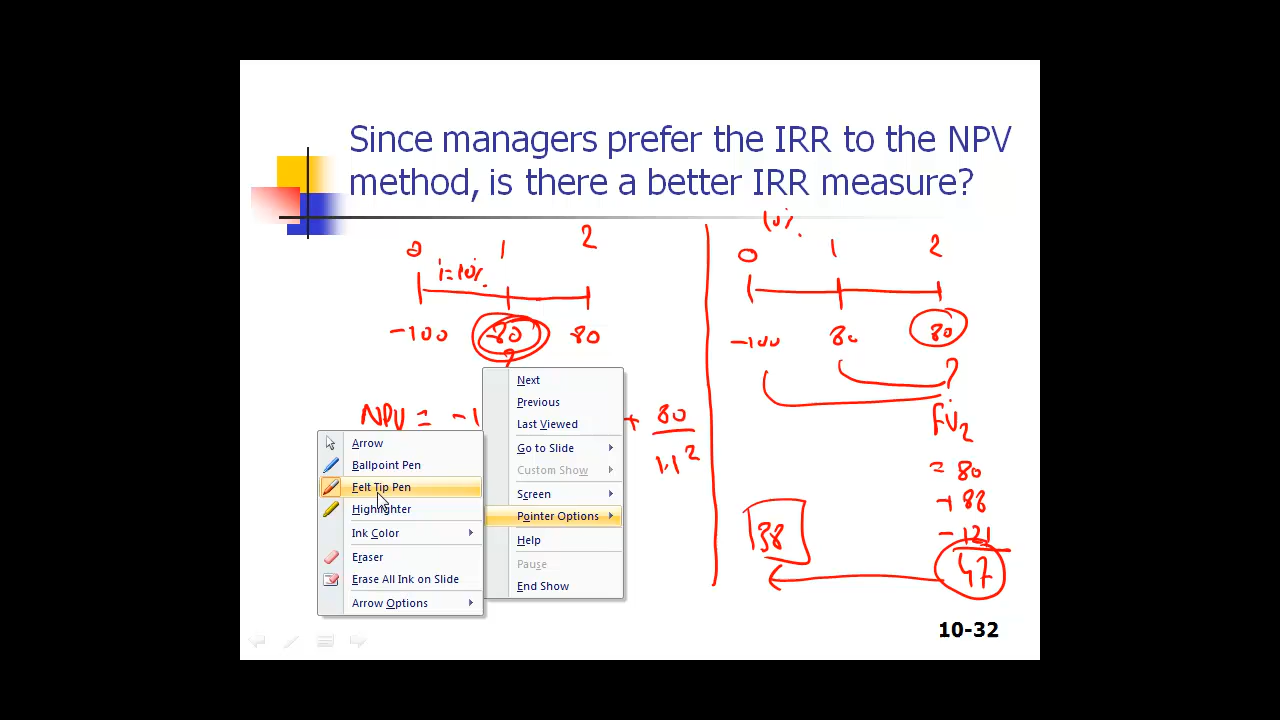 Since managers prefer the IRR to the NPV
method, is there a better IRR measure?
0 1 2
i=10%
-100 80 80
?
NPV = -1 + 80
1.1²
10%
0 1 2
-100 80 80
?
FV2
= 80
+88
-121
47
38
Next
Previous
Last Viewed
Go to Slide
Custom Show
Screen
Pointer Options
Help
Pause
End Show
Arrow
Ballpoint Pen
Felt Tip Pen
Highlighter
Ink Color
Eraser
Erase All Ink on Slide
Arrow Options
10-32